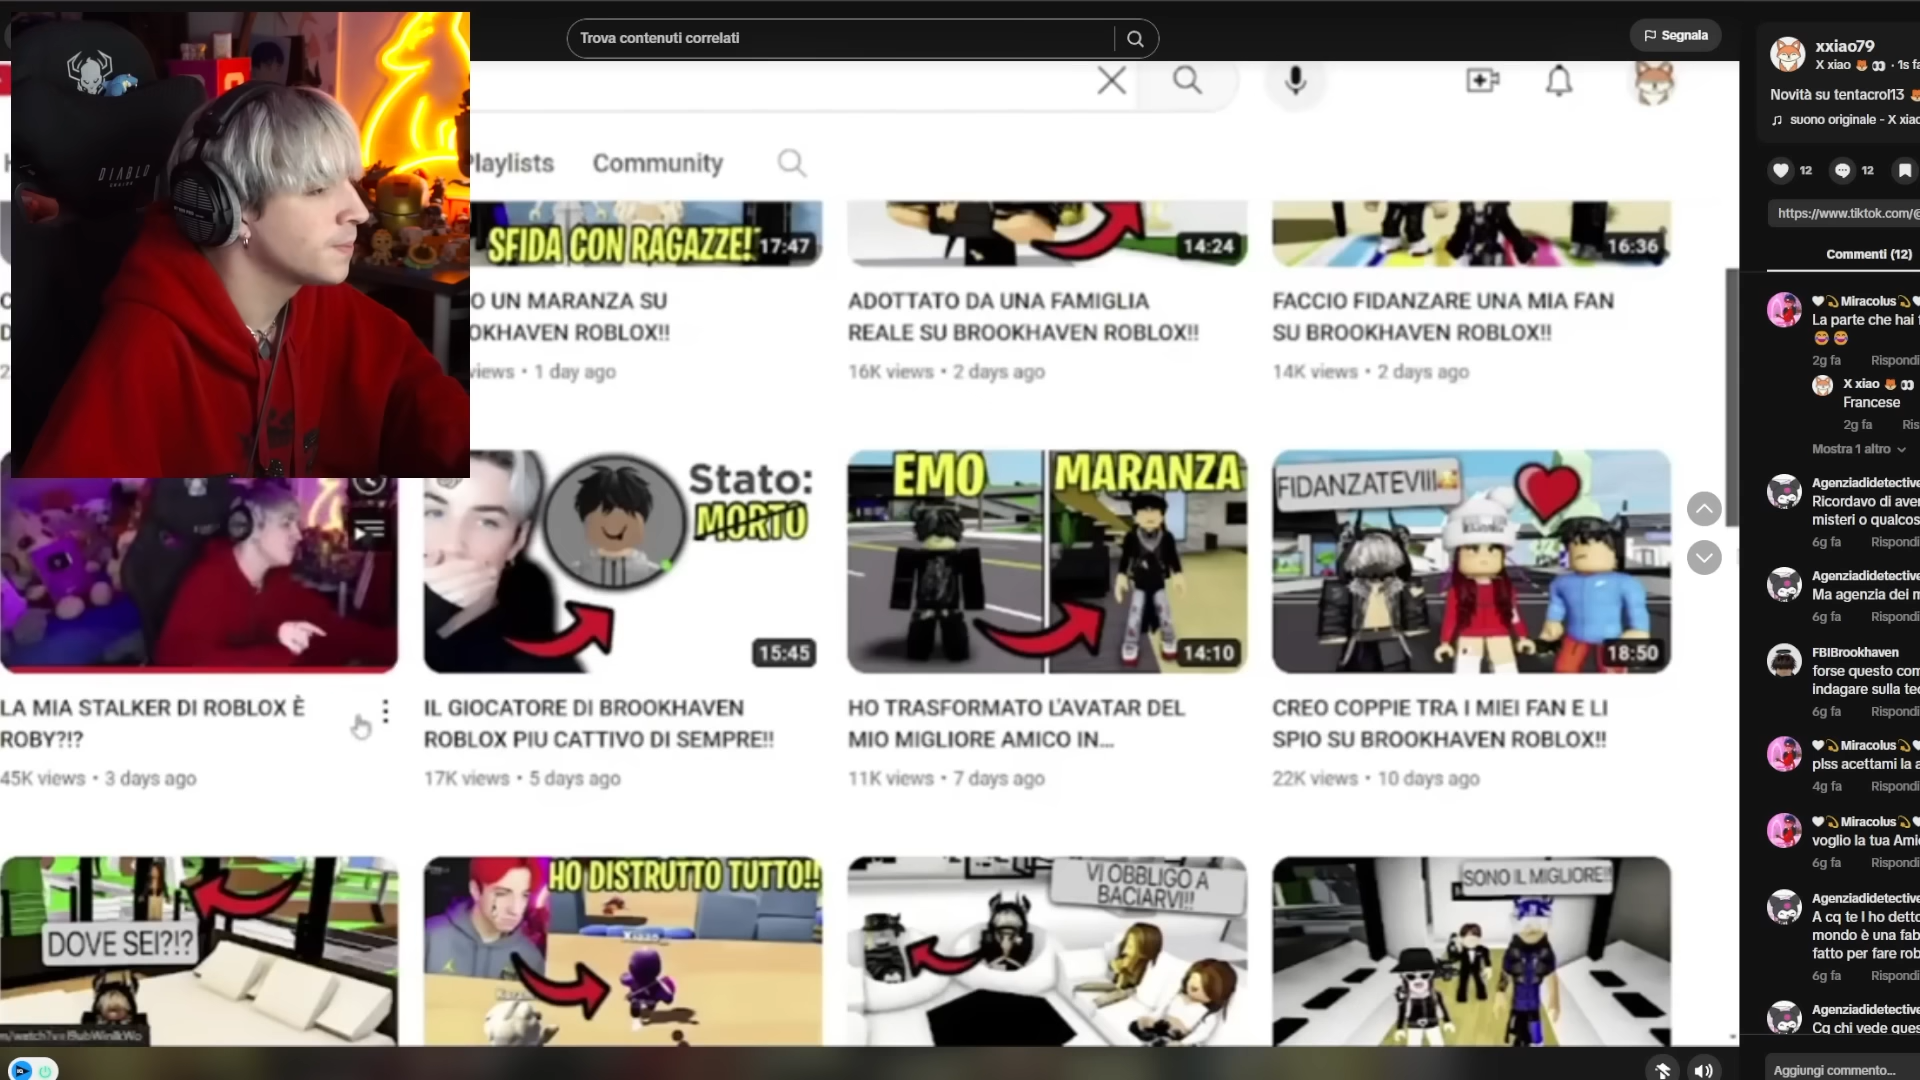 Trova contenuti correlati
Segnala
DIABLO
Playlists
Community
SFIDA CON RAGAZZE!
17:47
14:24
16:36
O UN MARANZA SU
OKHAVEN ROBLOX!!
views • 1 day ago
ADOTTATO DA UNA FAMIGLIA
REALE SU BROOKHAVEN ROBLOX!!
16K views • 2 days ago
FACCIO FIDANZARE UNA MIA FAN
SU BROOKHAVEN ROBLOX!!
14K views • 2 days ago
Stato:
MORTO
15:45
EMO
MARANZA
14:10
FIDANZATEVIII
18:50
LA MIA STALKER DI ROBLOX È
ROBY?!?
45K views • 3 days ago
IL GIOCATORE DI BROOKHAVEN
ROBLOX PIU CATTIVO DI SEMPRE!!
17K views • 5 days ago
HO TRASFORMATO L'AVATAR DEL
MIO MIGLIORE AMICO IN...
11K views • 7 days ago
CREO COPPIE TRA I MIEI FAN E LI
SPIO SU BROOKHAVEN ROBLOX!!
22K views • 10 days ago
DOVE SEI?!?
HO DISTRUTTO TUTTO!!
VI OBBLIGO A
BACIARVI!!
SONO IL MIGLIORE!!
xxiao79
X xiao 🦊 👀 · 1s fa
Novità su tentacrol13 🦊
♫ suono originale - X xiao
12
12
https://www.tiktok.com/@
Commenti (12)
🤍💫Miracolus💫🤍
La parte che hai f
😂 😂
2g fa Rispondi
X xiao 🦊 👀
Francese
2g fa Ris
Mostra 1 altro
Agenziadidetective
Ricordavo di aver
misteri o qualcos
6g fa Rispondi
Agenziadidetective
Ma agenzia dei m
6g fa Rispondi
FBIBrookhaven
forse questo com
indagare sulla teo
6g fa Rispondi
🤍💫Miracolus💫🤍
plss acettami la a
4g fa Rispondi
🤍💫Miracolus💫🤍
voglio la tua Amic
6g fa Rispondi
Agenziadidetective
A cq te l ho detto
mondo è una fab
fatto per fare rob
6g fa Rispondi
Agenziadidetective
Cq chi vede ques
Aggiungi commento...